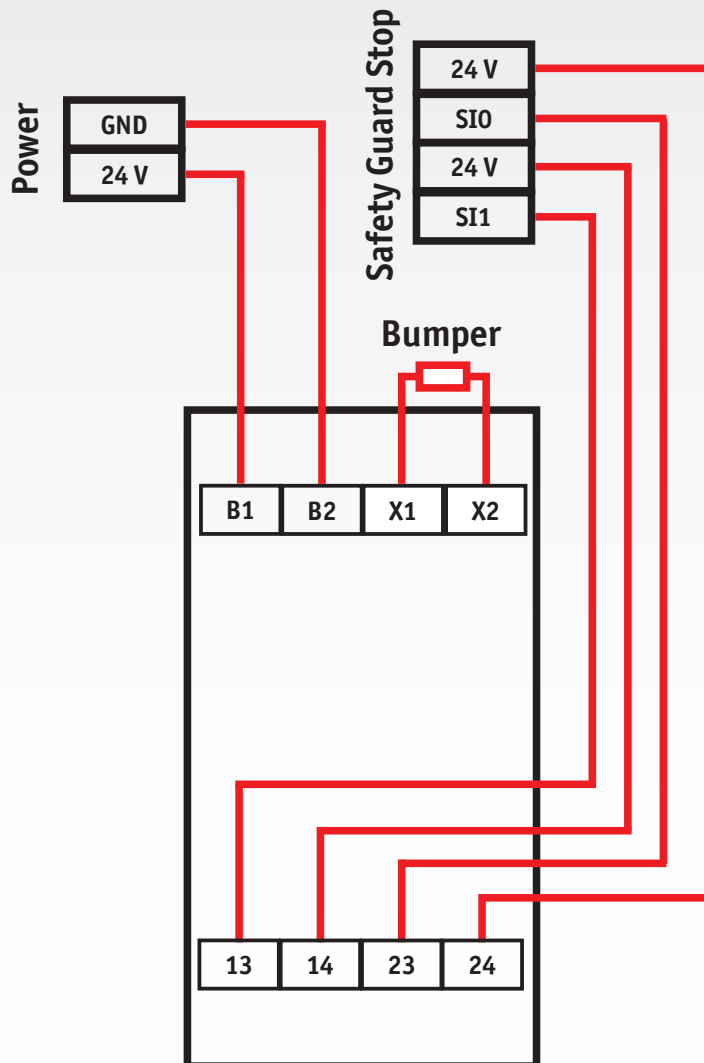 Power
GND
24 V
Safety Guard Stop
24 V
SI0
24 V
SI1
Bumper
B1 B2 X1 X2
13 14 23 24